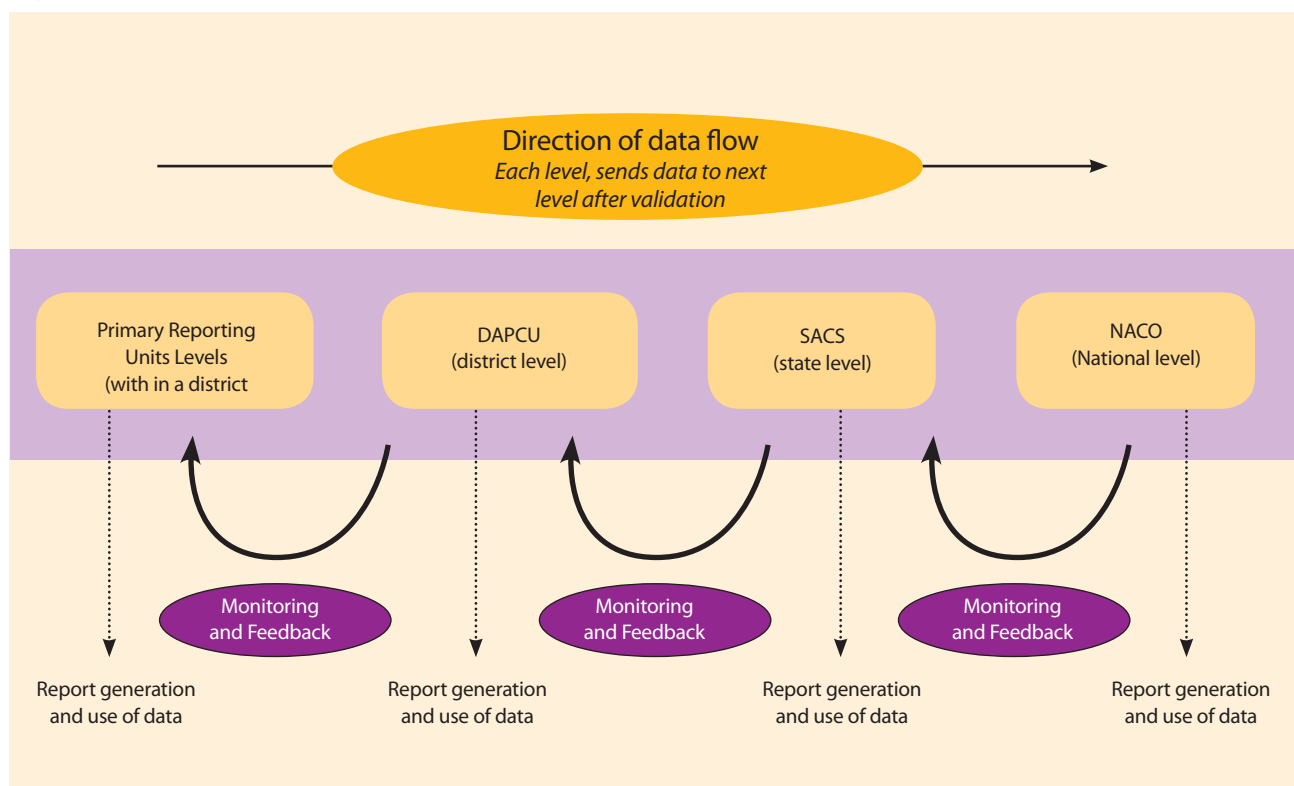 Direction of data flow
Each level, sends data to next
level after validation
Primary Reporting
Units Levels
(with in a district
DAPCU
(district level)
SACS
(state level)
NACO
(National level)
Monitoring
and Feedback
Monitoring
and Feedback
Monitoring
and Feedback
Report generation
and use of data
Report generation
and use of data
Report generation
and use of data
Report generation
and use of data